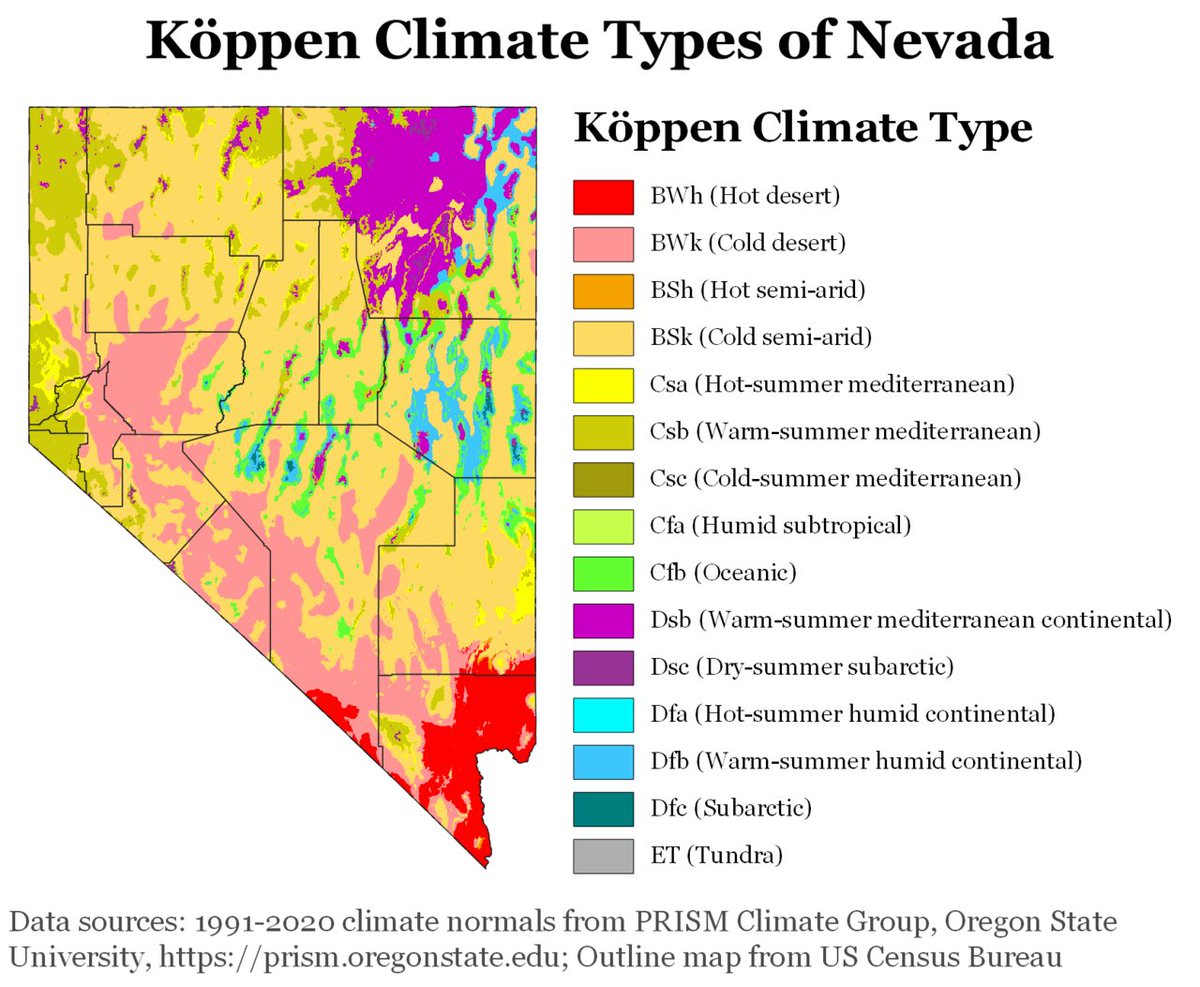 Köppen Climate Types of Nevada
Köppen Climate Type
BWh (Hot desert)
BWk (Cold desert)
BSh (Hot semi-arid)
BSk (Cold semi-arid)
Csa (Hot-summer mediterranean)
Csb (Warm-summer mediterranean)
Csc (Cold-summer mediterranean)
Cfa (Humid subtropical)
Cfb (Oceanic)
Dsb (Warm-summer mediterranean continental)
Dsc (Dry-summer subarctic)
Dfa (Hot-summer humid continental)
Dfb (Warm-summer humid continental)
Dfc (Subarctic)
ET (Tundra)
Data sources: 1991-2020 climate normals from PRISM Climate Group, Oregon State
University, https://prism.oregonstate.edu; Outline map from US Census Bureau